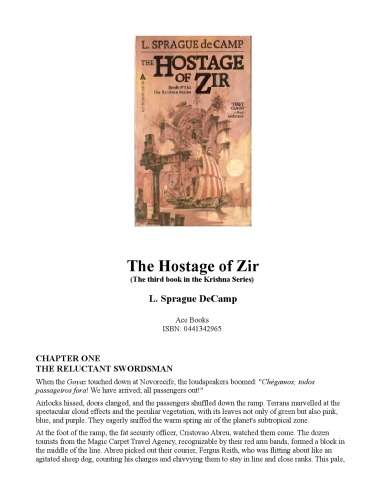 L. SPRAGUE deCAMP
THE HOSTAGE
OF ZIR
Book #3 in
the Krishna Series
The Hostage of Zir
(The third book in the Krishna Series)
L. Sprague DeCamp
Ace Books
ISBN: 0441342965
CHAPTER ONE
THE RELUCTANT SWORDSMAN
When the Goyaz touched down at Novorecife, the loudspeakers boomed: "Chègamos; todos
passageiros fora! We have arrived; all passengers out!"
Airlocks hissed, doors clanged, and the passengers shuffled down the ramp. Terrans marvelled at the
spectacular cloud effects and the peculiar vegetation, with its leaves not only of green but also pink,
blue, and purple. They eagerly sniffed the warm spring air of the planet's subtropical zone.
At the foot of the ramp, the fat security officer, Cristovao Abreu, watched them come. The dozen
tourists from the Magic Carpet Travel Agency, recognizable by their red arm bands, formed a block in
the middle of the line. Abreu picked out their courier, Fergus Reith, who was flitting about like an
agitated sheep dog, counting his charges and chivvying them to stay in line and close ranks. This pale,